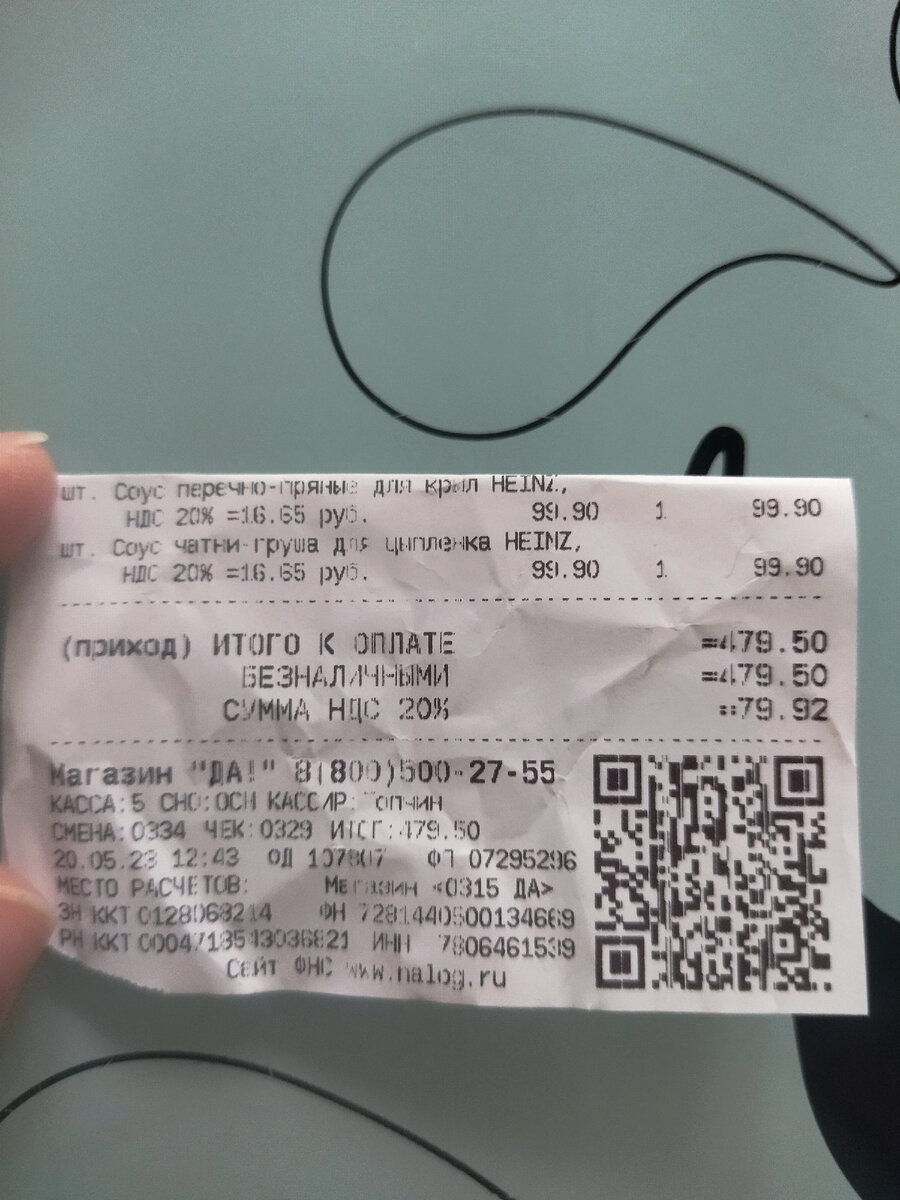 шт. Соус перечно-пряные для крыл HEINZ,
НДС 20% =16.65 руб. 99.90 1 99.90
шт. Соус чатни-груша для цыпленка HEINZ,
НДС 20% =16.65 руб. 99.90 1 99.90
(приход) ИТОГО К ОПЛАТЕ =479.50
БЕЗНАЛИЧНЫМИ =479.50
СУММА НДС 20% =79.92
Магазин "ДА!" 8(800)500-27-55
КАССА:5 СНО:ОСН КАССИР:
СМЕНА:0334 ЧЕК:0329 ИТОГ:479.50
20.05.23 12:43 ФД 107807 ФП 07295296
МЕСТО РАСЧЕТОВ: Магазин <0315 ДА>
ЗН ККТ 0128068214 ФН 7281440500134669
РН ККТ 0004713543036821 ИНН 7806461539
Сайт ФНС www.nalog.ru